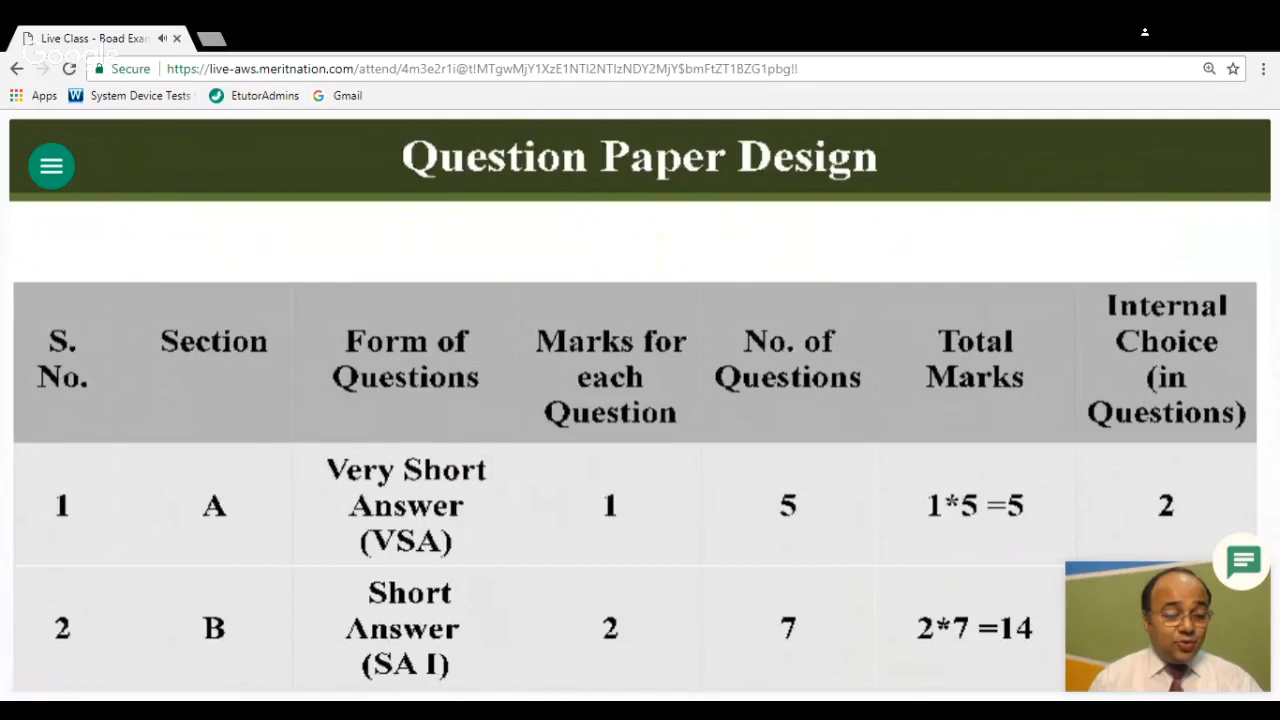 Live Class - Boad Exan
Google
Secure https://live-aws.meritnation.com/attend/4m3e2r1i@t!MTgwMjY1XzE1NTI2NTIzNDY2MjY$bmFtZT1BZG1pbg!!
Apps System Device Tests EtutorAdmins Gmail
Question Paper Design
S. No. Section Form of Questions Marks for each Question No. of Questions Total Marks Internal Choice (in Questions)
1 A Very Short Answer (VSA) 1 5 1*5 =5 2
2 B Short Answer (SA I) 2 7 2*7 =14